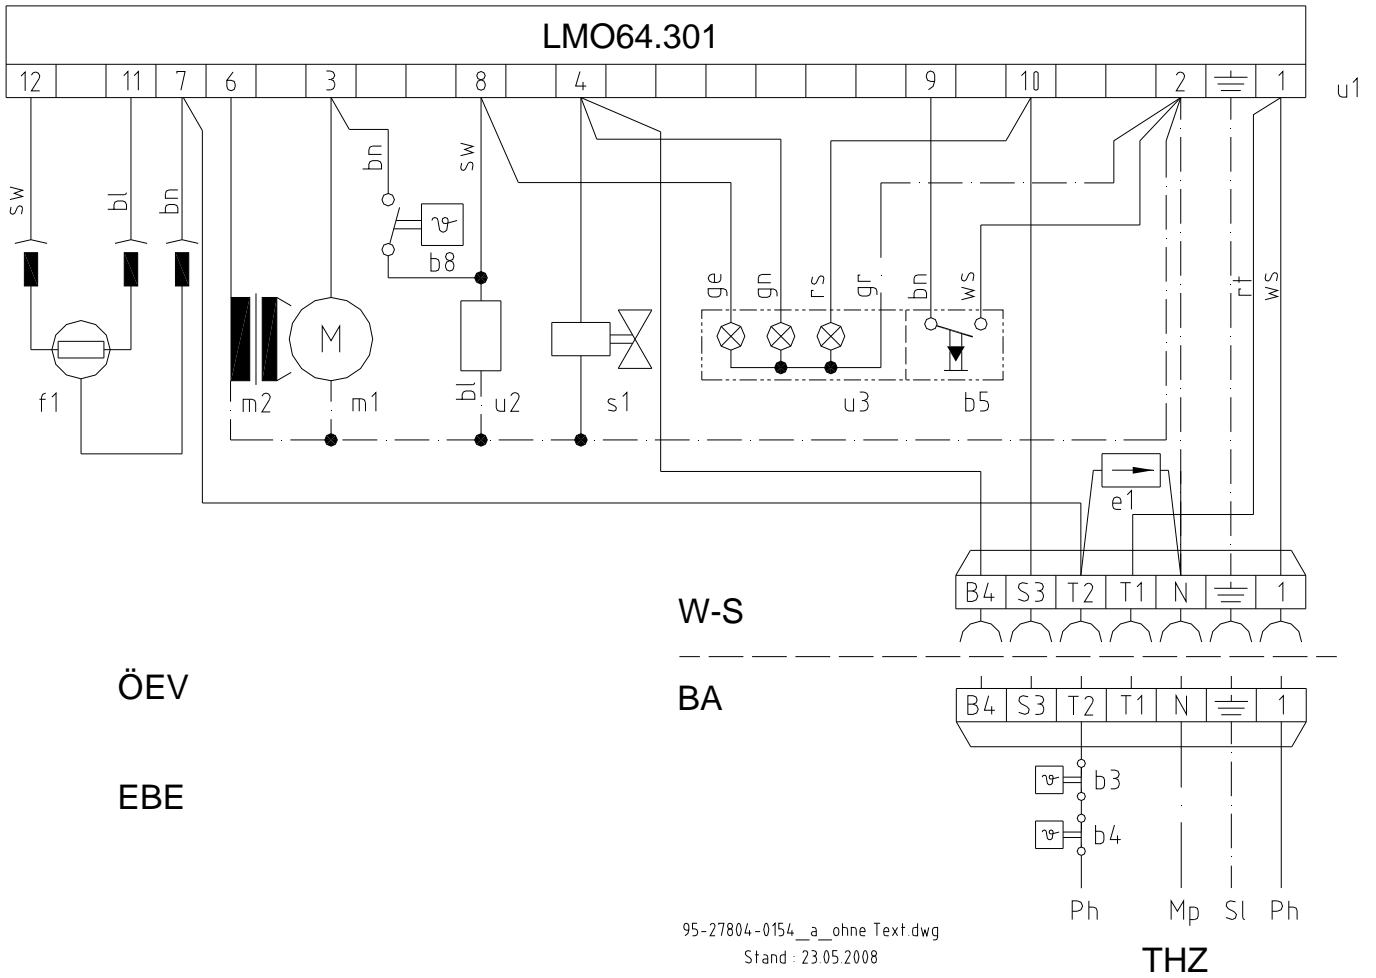 LMO64.301
12 11 7 6 3 8 4 9 10 2 1
u1
sw bl bn bn sw
ϑ
b8
ge gn rs gr bn ws rt ws
M
f1 m2 m1 bl u2 s1 u3 b5
e1
B4 S3 T2 T1 N 1
W-S
ÖEV
BA
B4 S3 T2 T1 N 1
ϑ b3
EBE
ϑ b4
Ph Mp Sl Ph
95-27804-0154_a_ohne Text.dwg
Stand : 23.05.2008
THZ